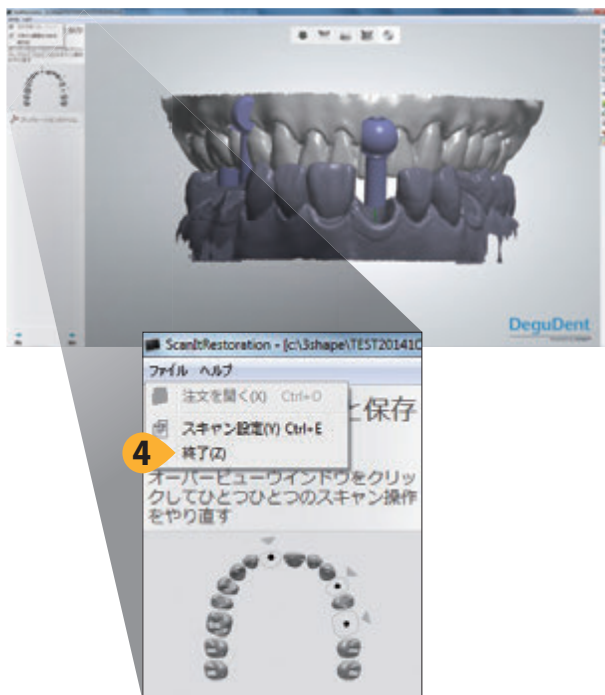 DeguDent
ScanItRestoration - [c:\3shape\TEST20141
ファイル ヘルプ
注文を開く(X) Ctrl+O
と保存
スキャン設定(Y) Ctrl+E
4
終了(Z)
オーバービューウインドウをクリッ
クしてひとつひとつのスキャン操作
をやり直す